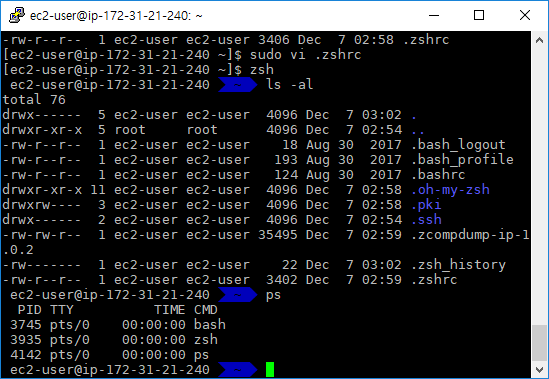 ec2-user@ip-172-31-21-240: ~
-rw-r--r--  1 ec2-user ec2-user 3406 Dec  7 02:58 .zshrc
[ec2-user@ip-172-31-21-240 ~]$ sudo vi .zshrc
[ec2-user@ip-172-31-21-240 ~]$ zsh
 ec2-user@ip-172-31-21-240  ~  ls -al
total 76
drwx------  5 ec2-user ec2-user  4096 Dec  7 03:02 .
drwxr-xr-x  5 root     root      4096 Dec  7 02:54 ..
-rw-r--r--  1 ec2-user ec2-user    18 Aug 30  2017 .bash_logout
-rw-r--r--  1 ec2-user ec2-user   193 Aug 30  2017 .bash_profile
-rw-r--r--  1 ec2-user ec2-user   124 Aug 30  2017 .bashrc
drwxr-xr-x 11 ec2-user ec2-user  4096 Dec  7 02:58 .oh-my-zsh
drwxrw----  3 ec2-user ec2-user  4096 Dec  7 02:58 .pki
drwx------  2 ec2-user ec2-user  4096 Dec  7 02:54 .ssh
-rw-rw-r--  1 ec2-user ec2-user 35495 Dec  7 02:59 .zcompdump-ip-1
.0.2
-rw-------  1 ec2-user ec2-user    22 Dec  7 03:02 .zsh_history
-rw-r--r--  1 ec2-user ec2-user  3402 Dec  7 02:59 .zshrc
 ec2-user@ip-172-31-21-240  ~  ps
  PID TTY          TIME CMD
 3745 pts/0    00:00:00 bash
 3935 pts/0    00:00:00 zsh
 4142 pts/0    00:00:00 ps
 ec2-user@ip-172-31-21-240  ~